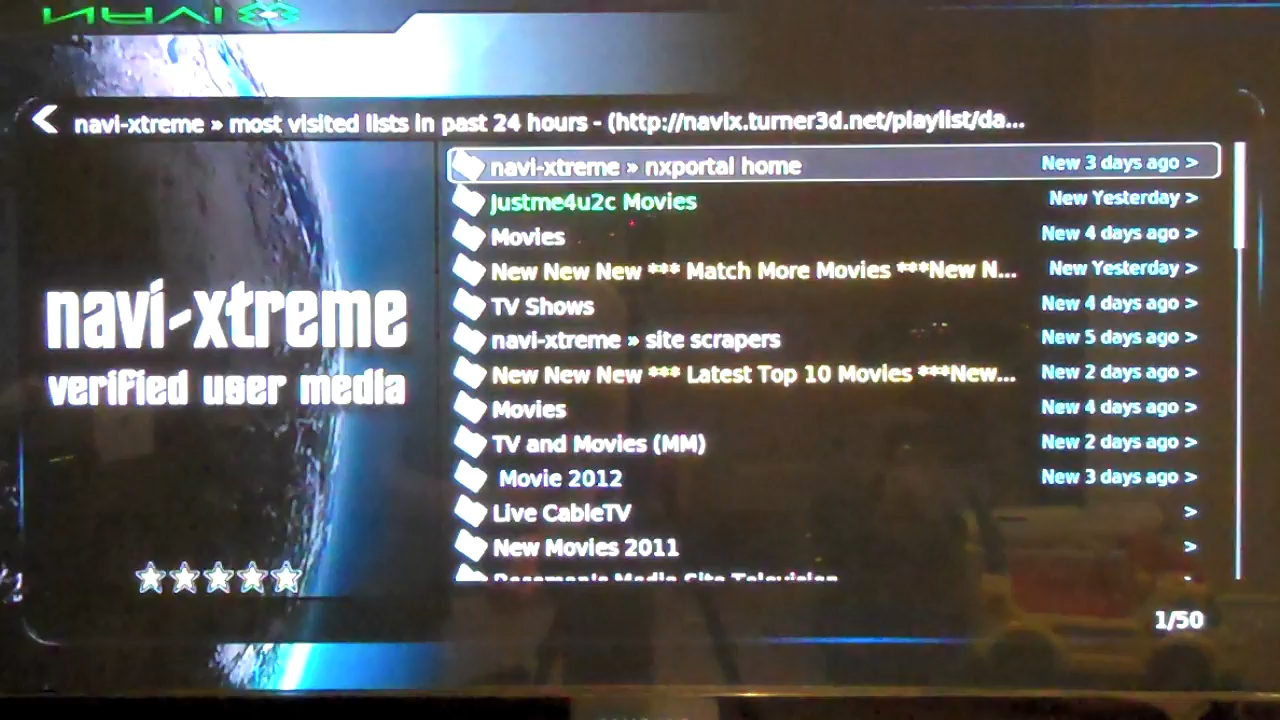 NAVIX
navi-xtreme » most visited lists in past 24 hours - (http://navix.turner3d.net/playlist/da...
navi-xtreme » nxportal home New 3 days ago >
Justme4u2c Movies New Yesterday >
Movies New 4 days ago >
New New New *** Match More Movies ***New N... New Yesterday >
TV Shows New 4 days ago >
navi-xtreme » site scrapers New 5 days ago >
New New New *** Latest Top 10 Movies ***New... New 2 days ago >
Movies New 4 days ago >
TV and Movies (MM) New 2 days ago >
Movie 2012 New 3 days ago >
Live CableTV >
New Movies 2011 >
Media Site Television
navi-xtreme
verified user media
1/50